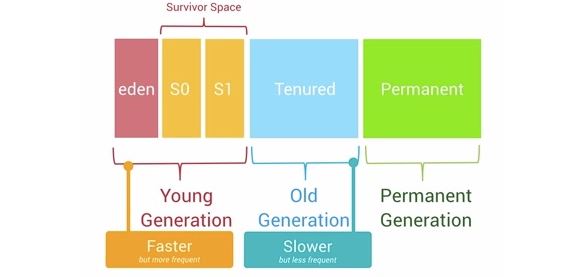 Survivor Space
eden
S0
S1
Tenured
Permanent
Young
Generation
Old
Generation
Permanent
Generation
Faster
but more frequent
Slower
but less frequent